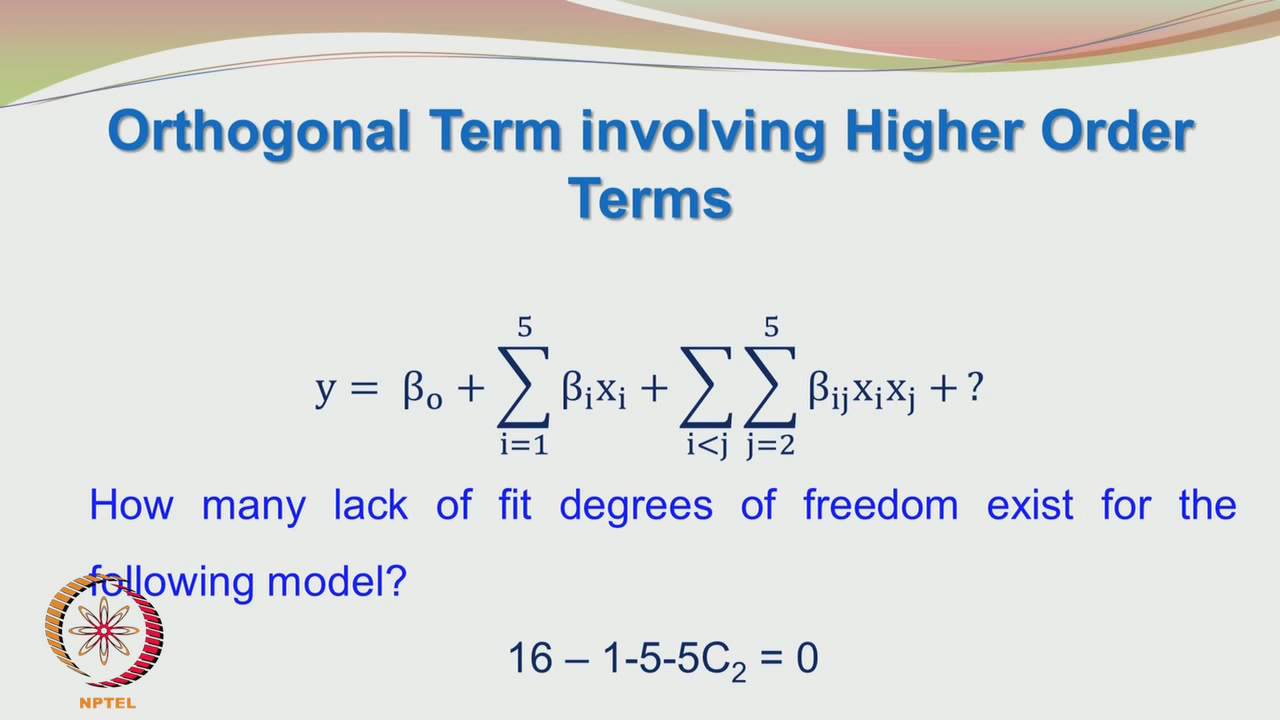 Orthogonal Term involving Higher Order
Terms
y = β₀ + ∑_{i=1}^{5} βᵢxᵢ + ∑_{i<j} ∑_{j=2}^{5} βᵢⱼxᵢxⱼ + ?
How many lack of fit degrees of freedom exist for the
following model?
16 – 1-5-5C₂ = 0
NPTEL